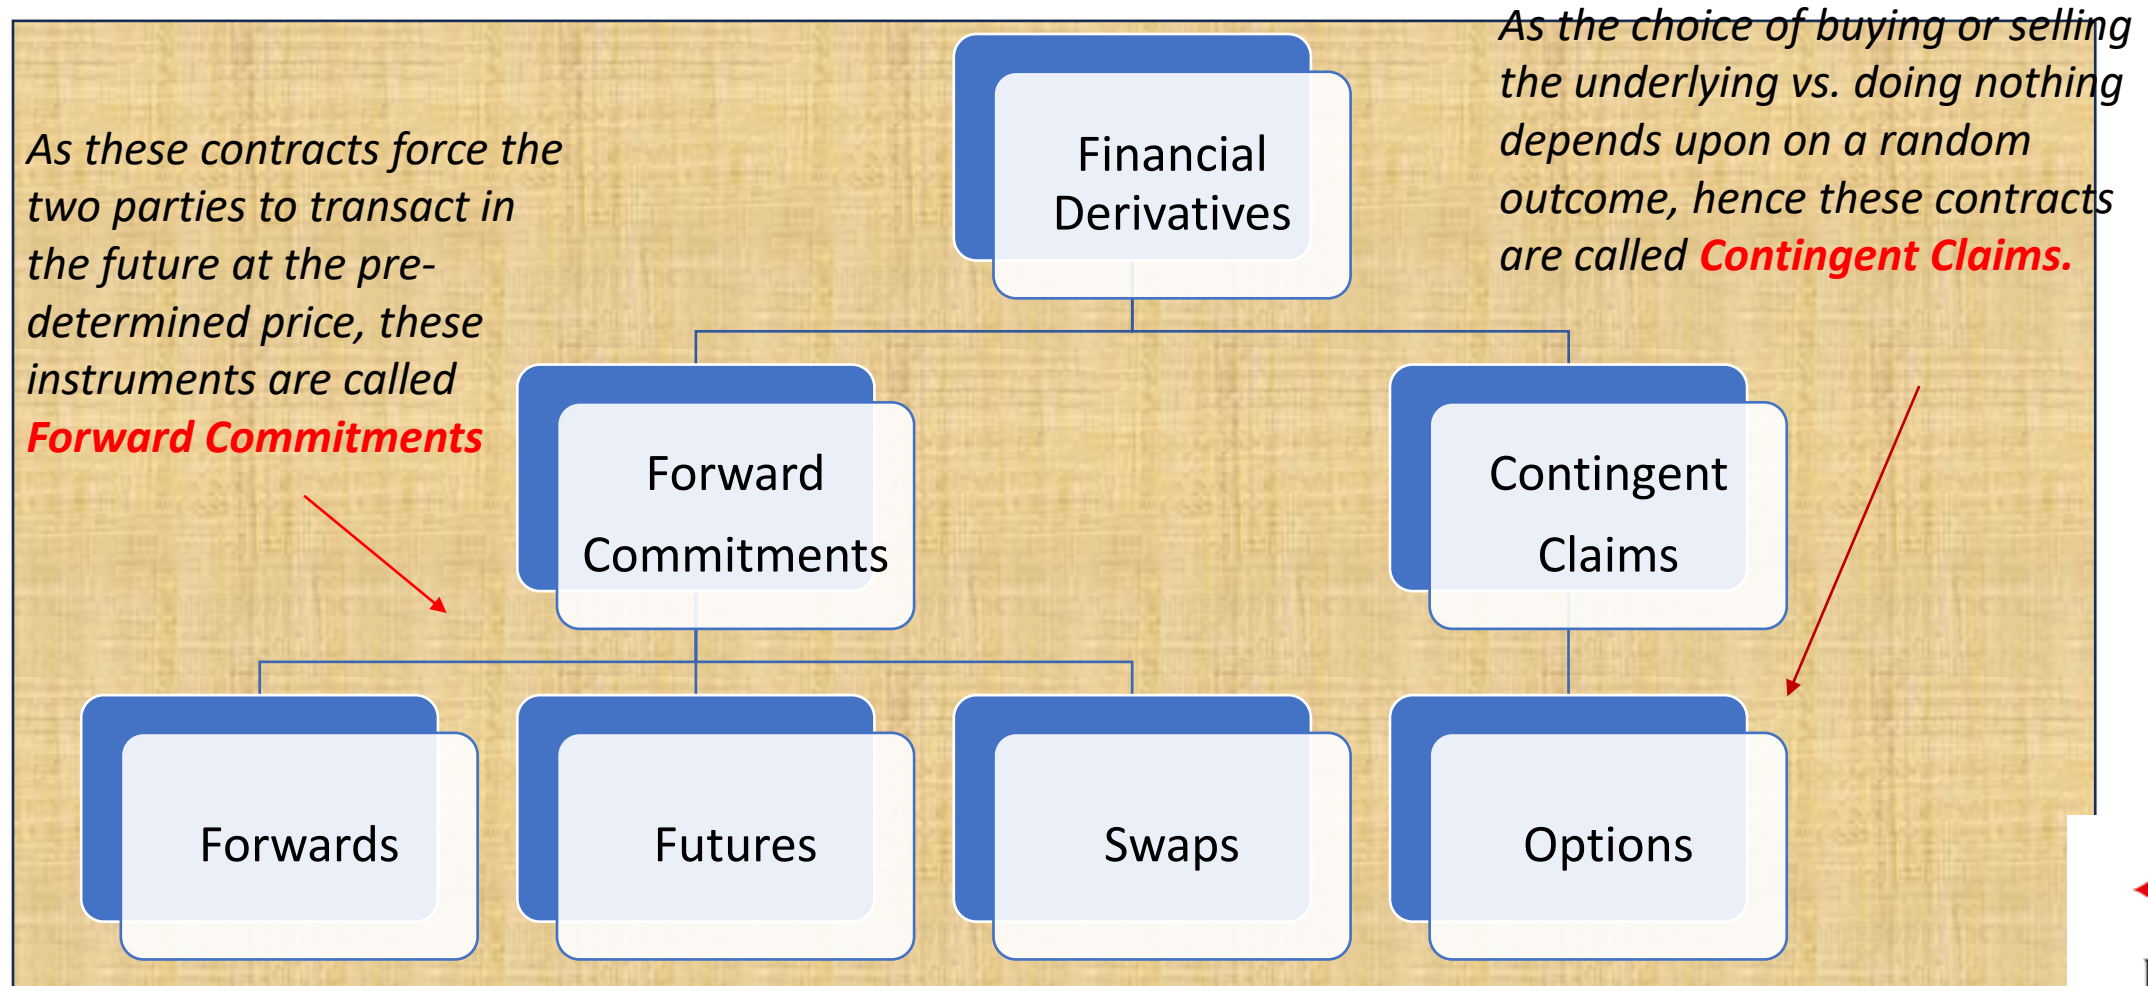 As the choice of buying or selling
the underlying vs. doing nothing
depends upon on a random
outcome, hence these contracts
are called Contingent Claims.
As these contracts force the
two parties to transact in
the future at the pre-
determined price, these
instruments are called
Forward Commitments
Financial
Derivatives
Forward
Commitments
Contingent
Claims
Forwards
Futures
Swaps
Options